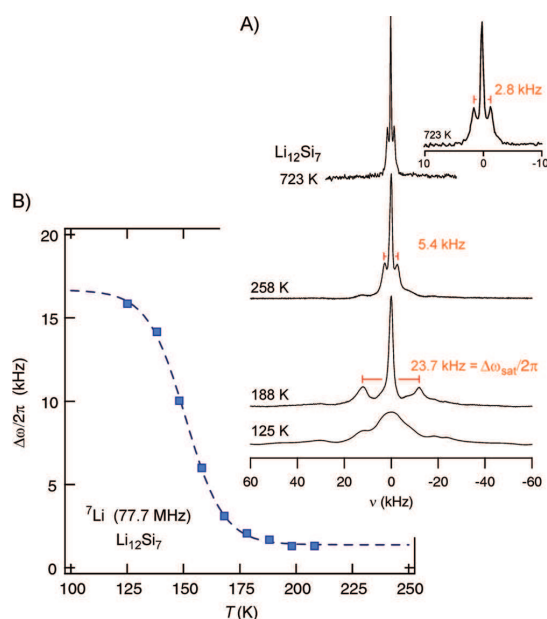 A)
2.8 kHz
723 K
10 0 -10
Li12Si7
723 K
5.4 kHz
258 K
23.7 kHz = Δωsat/2π
188 K
125 K
60 40 20 0 -20 -40 -60
ν (kHz)
B)
20
15
10
5
0
Δω/2π (kHz)
7Li (77.7 MHz)
Li12Si7
100 125 150 175 200 225 250
T(K)